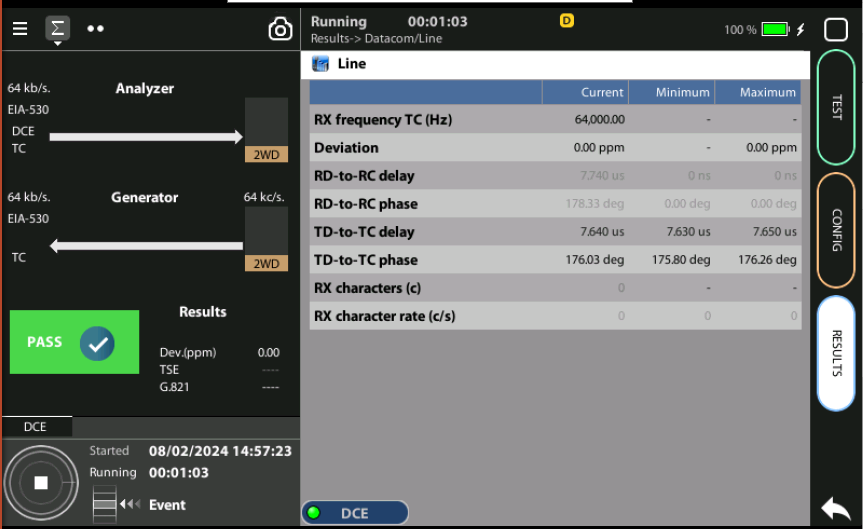 Running 00:01:03
Results-> Datacom/Line
D
100 %
Line
64 kb/s. Analyzer
EIA-530
DCE
TC
2WD
64 kb/s. Generator 64 kc/s.
EIA-530
TC
2WD
Results
PASS
Dev.(ppm) 0.00
TSE ----
G.821 ----
DCE
Started 08/02/2024 14:57:23
Running 00:01:03
Event
Current Minimum Maximum
RX frequency TC (Hz) 64,000.00 - -
Deviation 0.00 ppm - 0.00 ppm
RD-to-RC delay 7.740 us 0 ns 0 ns
RD-to-RC phase 178.33 deg 0.00 deg 0.00 deg
TD-to-TC delay 7.640 us 7.630 us 7.650 us
TD-to-TC phase 176.03 deg 175.80 deg 176.26 deg
RX characters (c) 0 - -
RX character rate (c/s) 0 0 0
DCE
TEST
CONFIG
RESULTS